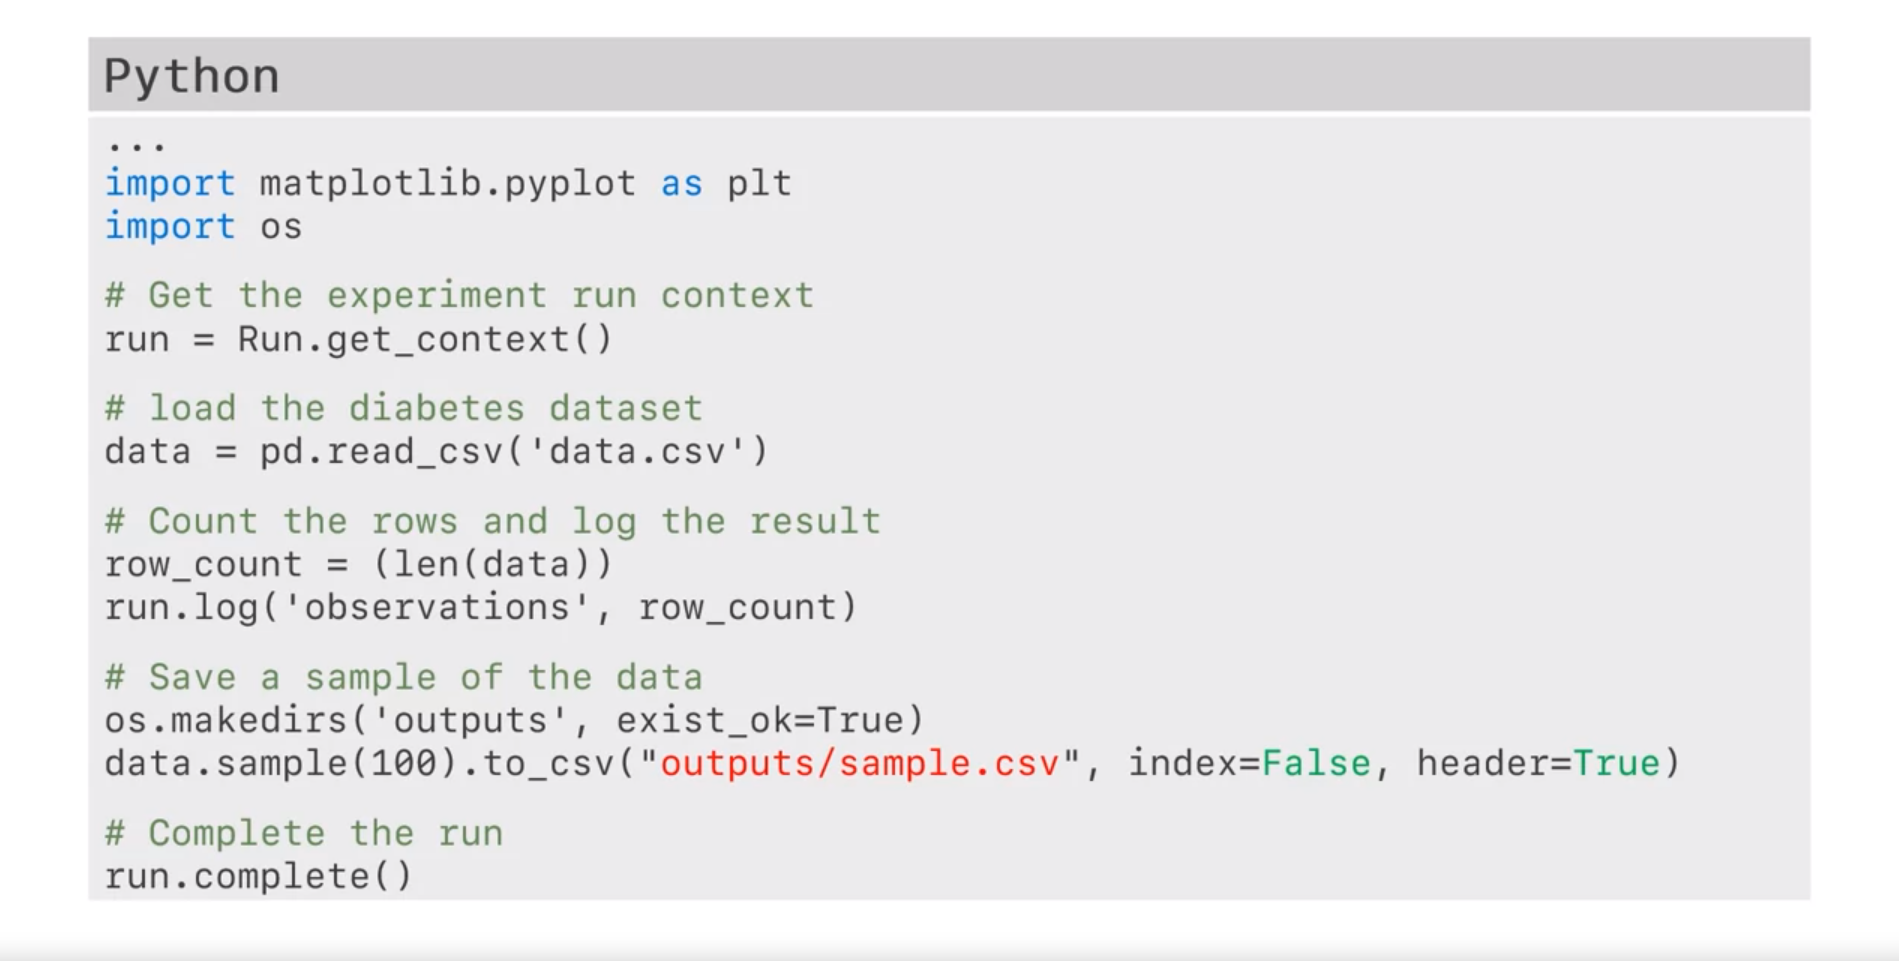 Python
...
import matplotlib.pyplot as plt
import os
# Get the experiment run context
run = Run.get_context()
# load the diabetes dataset
data = pd.read_csv('data.csv')
# Count the rows and log the result
row_count = (len(data))
run.log('observations', row_count)
# Save a sample of the data
os.makedirs('outputs', exist_ok=True)
data.sample(100).to_csv("outputs/sample.csv", index=False, header=True)
# Complete the run
run.complete()